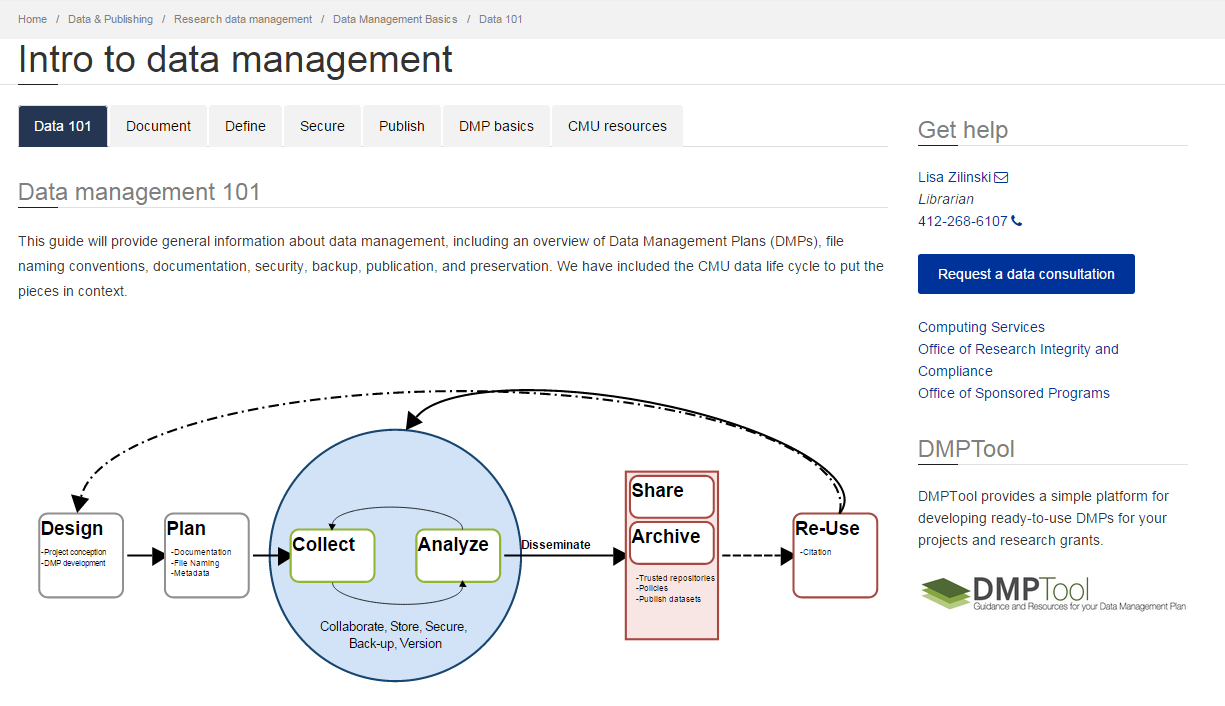 Home / Data & Publishing / Research data management / Data Management Basics / Data 101
Intro to data management
Data 101 Document Define Secure Publish DMP basics CMU resources
Data management 101
This guide will provide general information about data management, including an overview of Data Management Plans (DMPs), file
naming conventions, documentation, security, backup, publication, and preservation. We have included the CMU data life cycle to put the
pieces in context.
Design
-Project conception
-DMP development
Plan
-Documentation
-File Naming
-Metadata
Collect
Analyze
Collaborate, Store, Secure,
Back-up, Version
Disseminate
Share
Archive
-Trusted repositories
-Policies
-Publish datasets
Re-Use
-Citation
Get help
Lisa Zilinski
Librarian
412-268-6107
Request a data consultation
Computing Services
Office of Research Integrity and
Compliance
Office of Sponsored Programs
DMPTool
DMPTool provides a simple platform for
developing ready-to-use DMPs for your
projects and research grants.
DMPTool
Guidance and Resources for your Data Management Plan